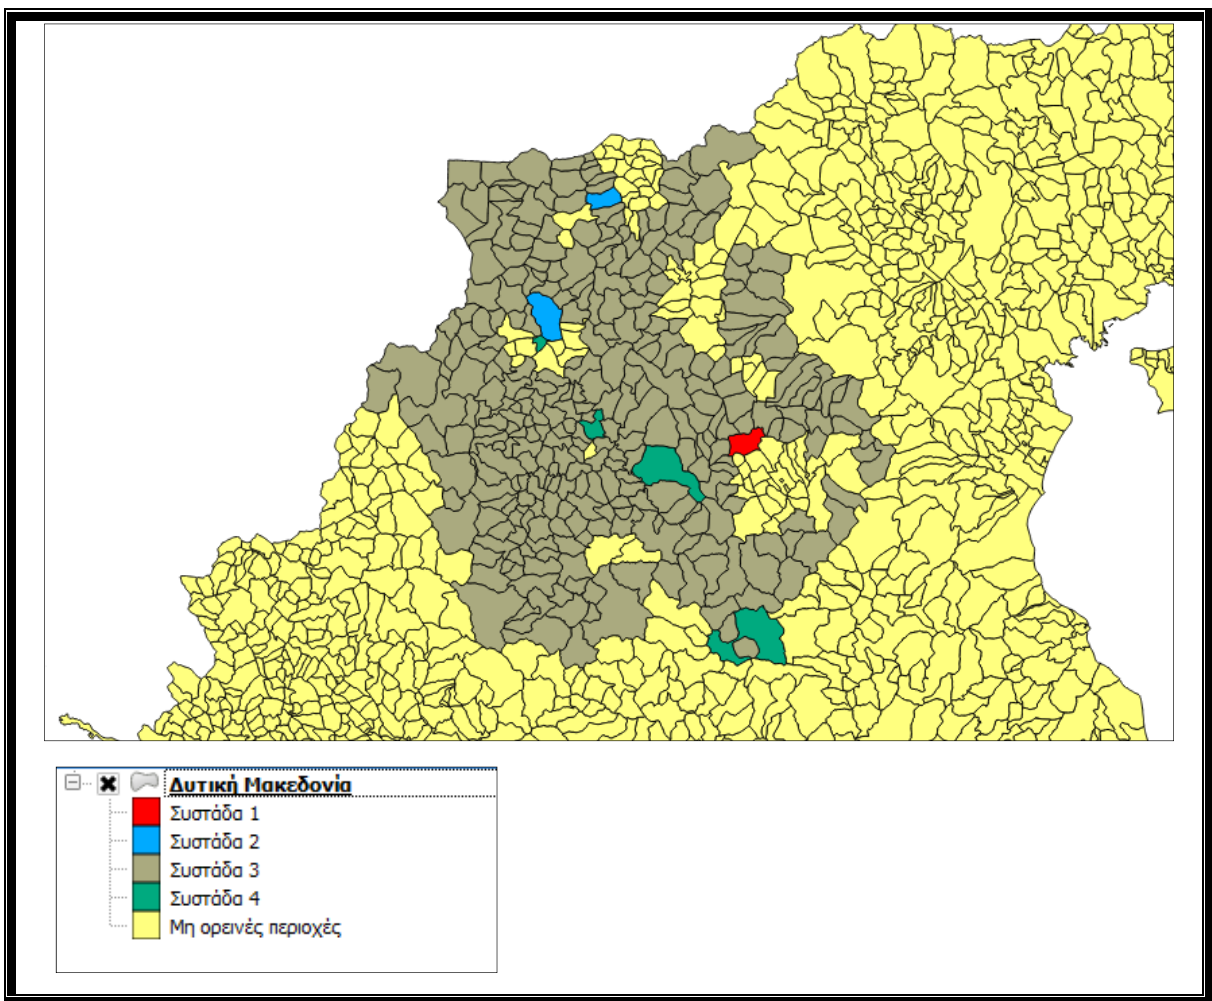 Δυτική Μακεδονία
Συστάδα 1
Συστάδα 2
Συστάδα 3
Συστάδα 4
Μη ορεινές περιοχές